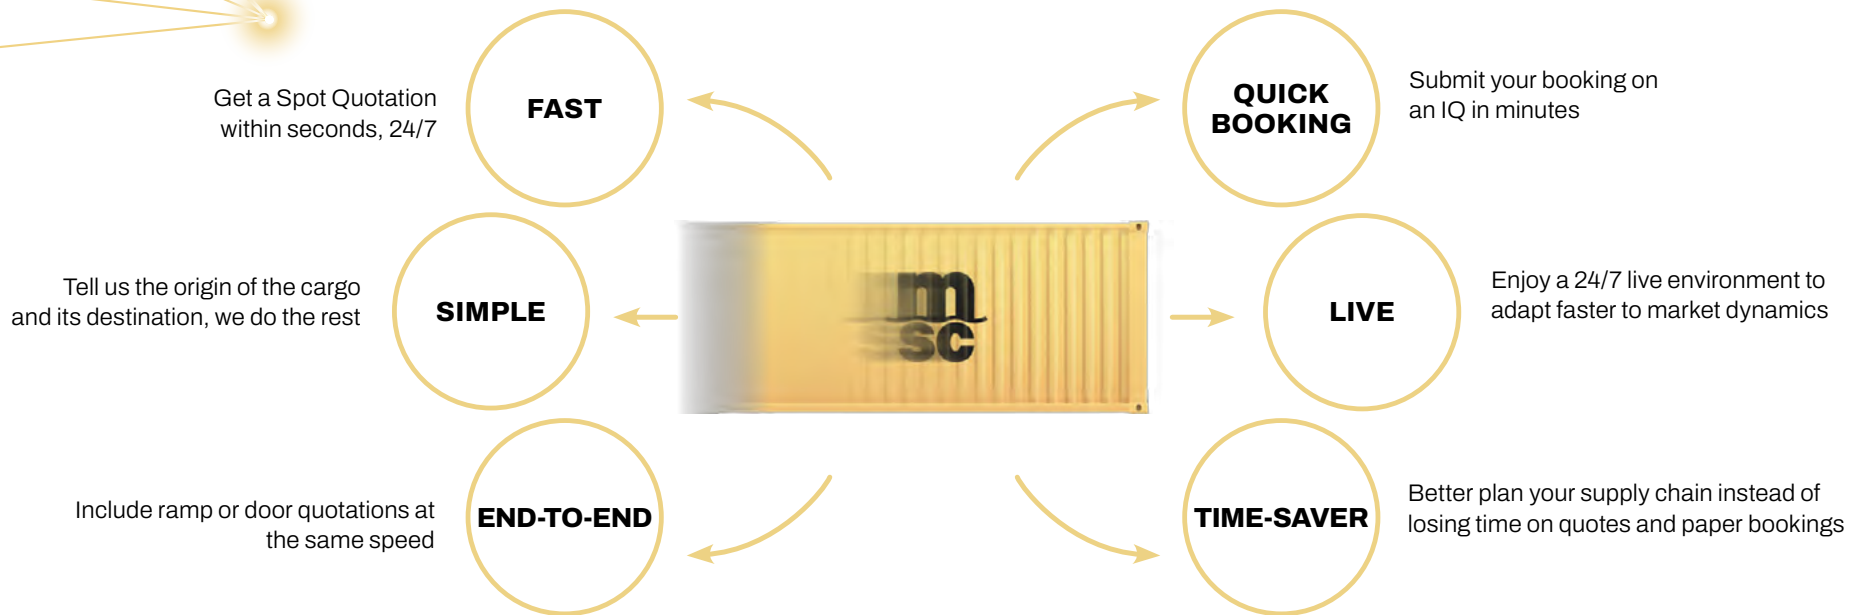 Get a Spot Quotation
within seconds, 24/7
FAST
QUICK
BOOKING
Submit your booking on
an IQ in minutes
Tell us the origin of the cargo
and its destination, we do the rest
SIMPLE
m
sc
LIVE
Enjoy a 24/7 live environment to
adapt faster to market dynamics
Include ramp or door quotations at
the same speed
END-TO-END
TIME-SAVER
Better plan your supply chain instead of
losing time on quotes and paper bookings